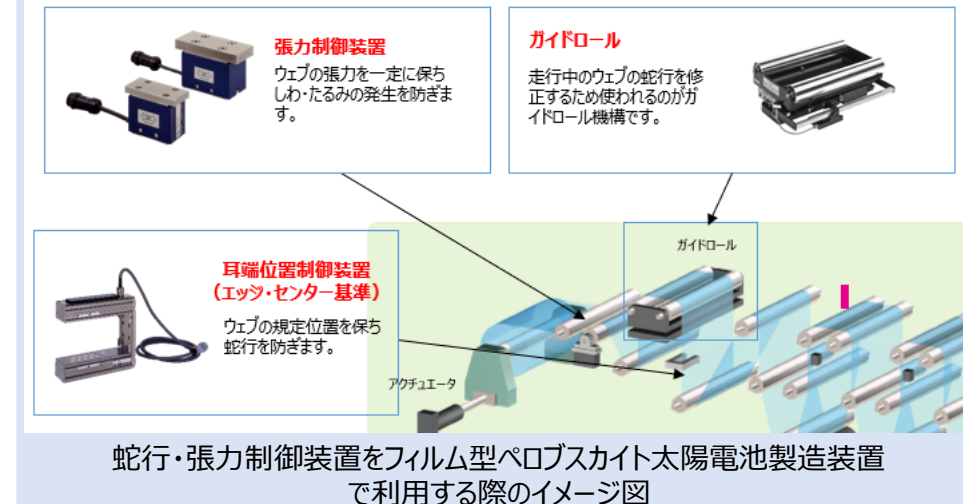 張力制御装置
ウェブの張力を一定に保ち
しわ・たるみの発生を防ぎま
す。
ガイドロール
走行中のウェブの蛇行を修
正するため使われるのがガ
イドロール機構です。
耳端位置制御装置
（エッジ・センター基準）
ウェブの規定位置を保ち
蛇行を防ぎます。
ガイドロール
アクチュエータ
蛇行・張力制御装置をフィルム型ペロブスカイト太陽電池製造装置
で利用する際のイメージ図